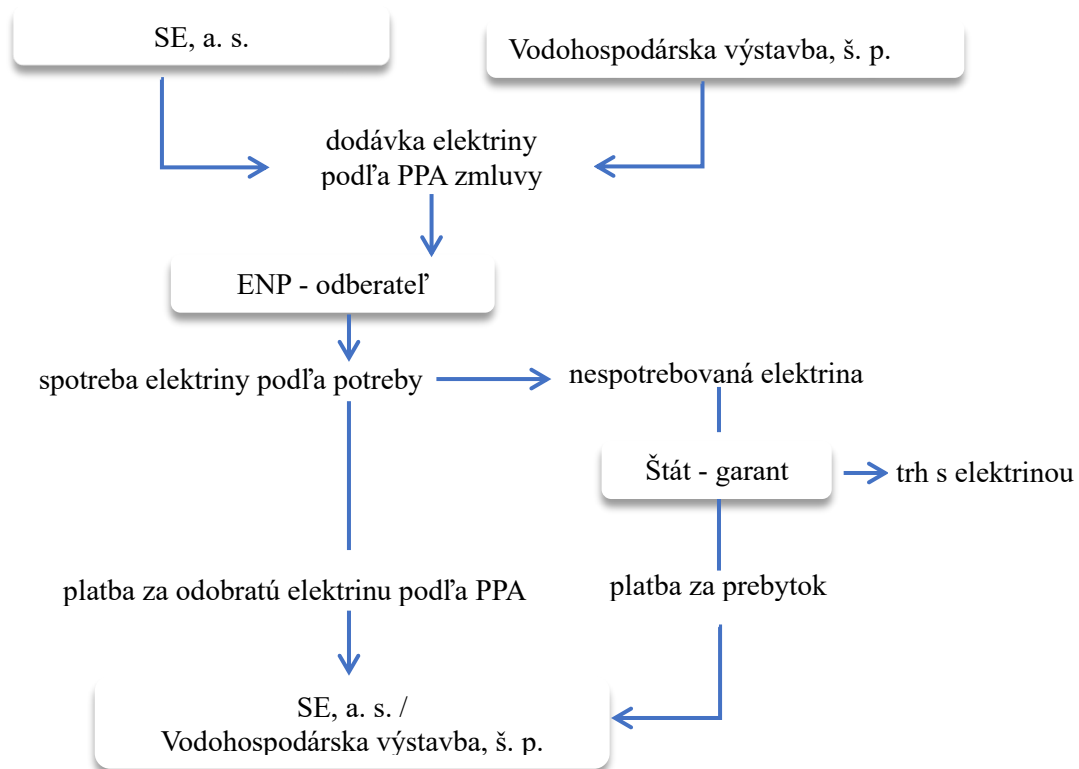 SE, a. s.
Vodohospodárska výstavba, š. p.
dodávka elektriny
podľa PPA zmluvy
ENP - odberateľ
spotreba elektriny podľa potreby
nespotrebovaná elektrina
Štát - garant
trh s elektrinou
platba za odobratú elektrinu podľa PPA
platba za prebytok
SE, a. s. /
Vodohospodárska výstavba, š. p.